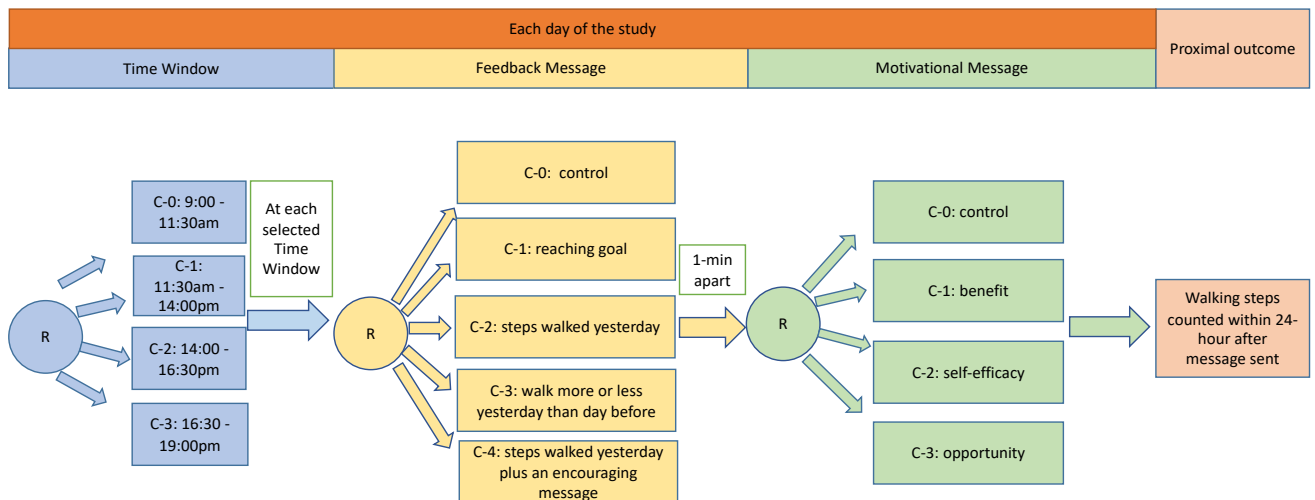 Each day of the study
Proximal outcome
Time Window
Feedback Message
Motivational Message
R
C-0: 9:00 -
11:30am
C-1:
11:30am -
14:00pm
C-2: 14:00 -
16:30pm
C-3: 16:30 -
19:00pm
At each
selected
Time
Window
R
C-0:  control
C-1: reaching goal
C-2: steps walked yesterday
C-3: walk more or less
yesterday than day before
C-4: steps walked yesterday
plus an encouraging
message
1-min
apart
R
C-0: control
C-1: benefit
C-2: self-efficacy
C-3: opportunity
Walking steps
counted within 24-
hour after
message sent